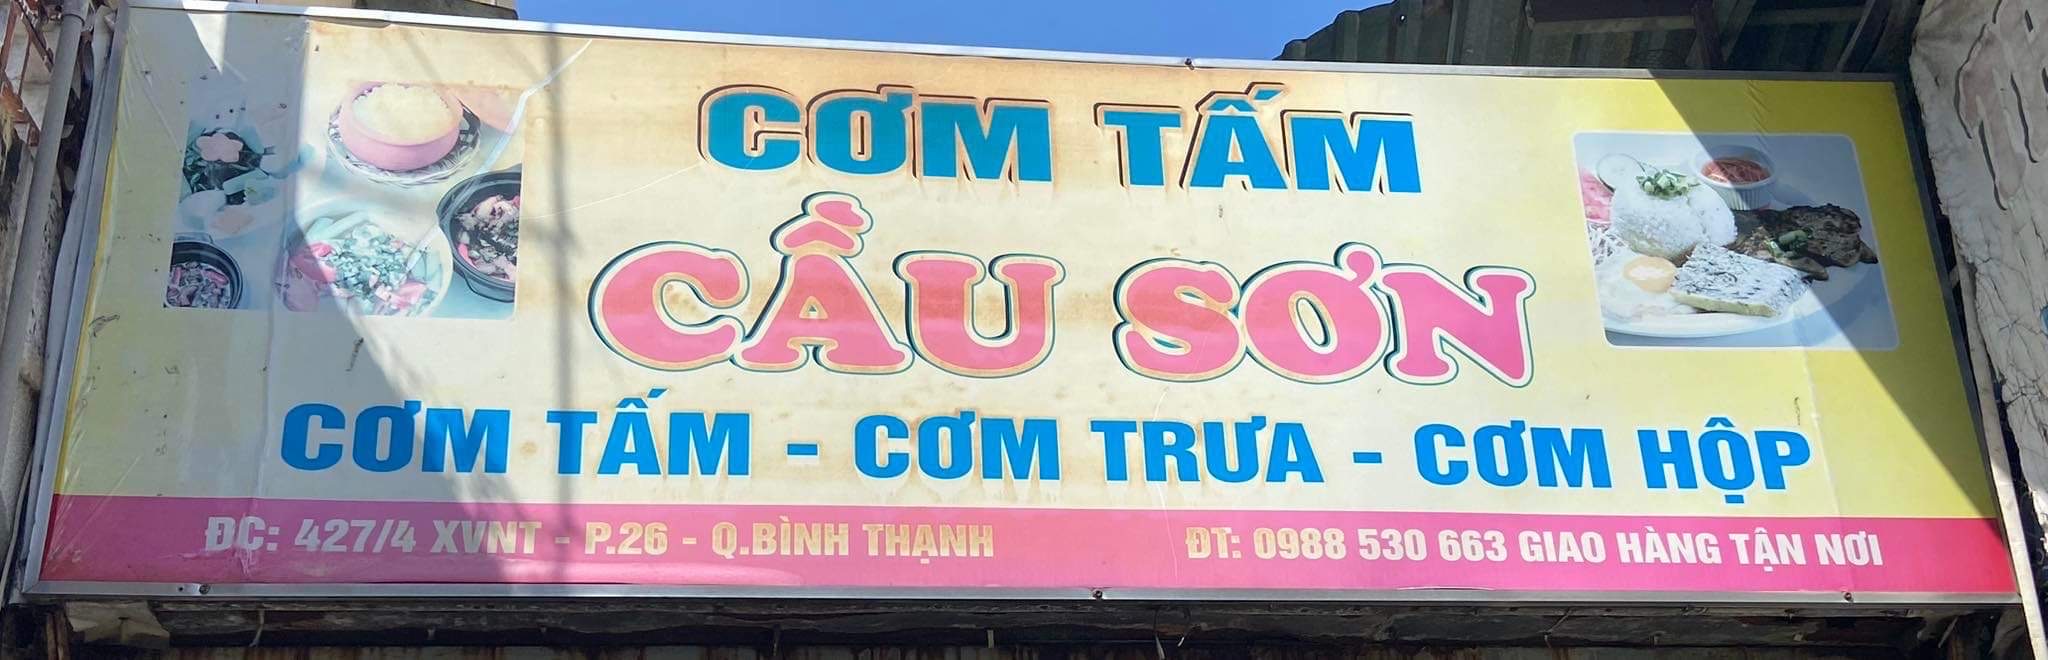 CƠM TẤM
CẦU SƠN
CƠM TẤM - CƠM TRƯA - CƠM HỘP
ĐC: 427/4 XVNT - P.26 - Q.BÌNH THẠNH
ĐT: 0988 530 663 GIAO HÀNG TẬN NƠI